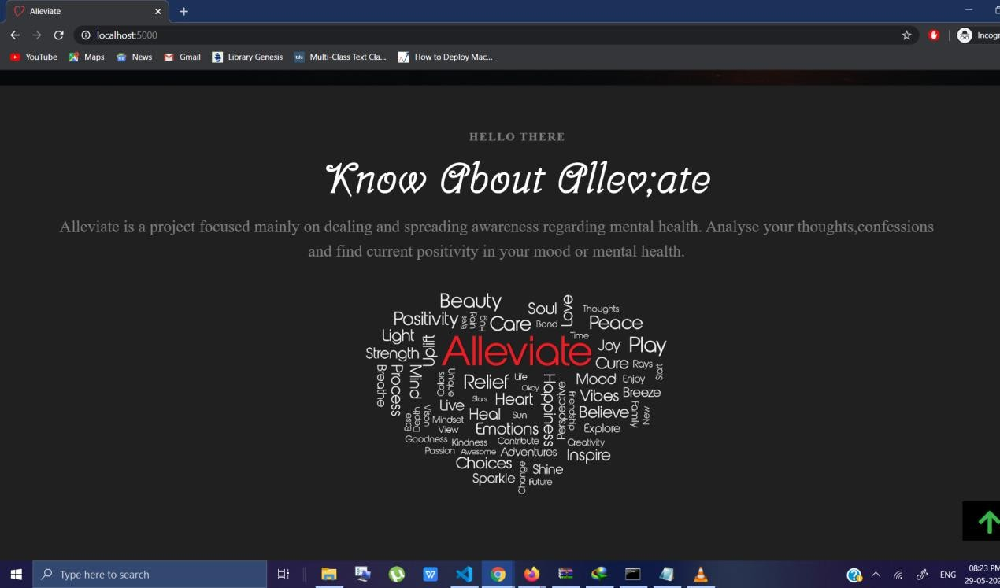 Alleviate
localhost:5000
Incogn
YouTube Maps News Gmail Library Genesis Multi-Class Text Cla... How to Deploy Mac...
HELLO THERE
Know About Allev;ate
Alleviate is a project focused mainly on dealing and spreading awareness regarding mental health. Analyse your thoughts,confessions
and find current positivity in your mood or mental health.
Beauty Soul Love Thoughts
Positivity Rain Hug Care Bond Peace
Light Uplift Alleviate Time Joy Play
Strength Cure Rays Start
Breathe Process Mind Colors Unique Relief Life Okay Happiness Perspective Mood Enjoy
Stars Heart Friendship Vibes Breeze
Ease Depth Vison Live Heal Sun Believe Family New
Mindset
View Emotions Explore
Goodness Kindness Contribute Creativity
Passion Awesome Adventures Inspire
Choices Change Shine
Sparkle Future
Type here to search
ENG
08:23 PM
29-05-202